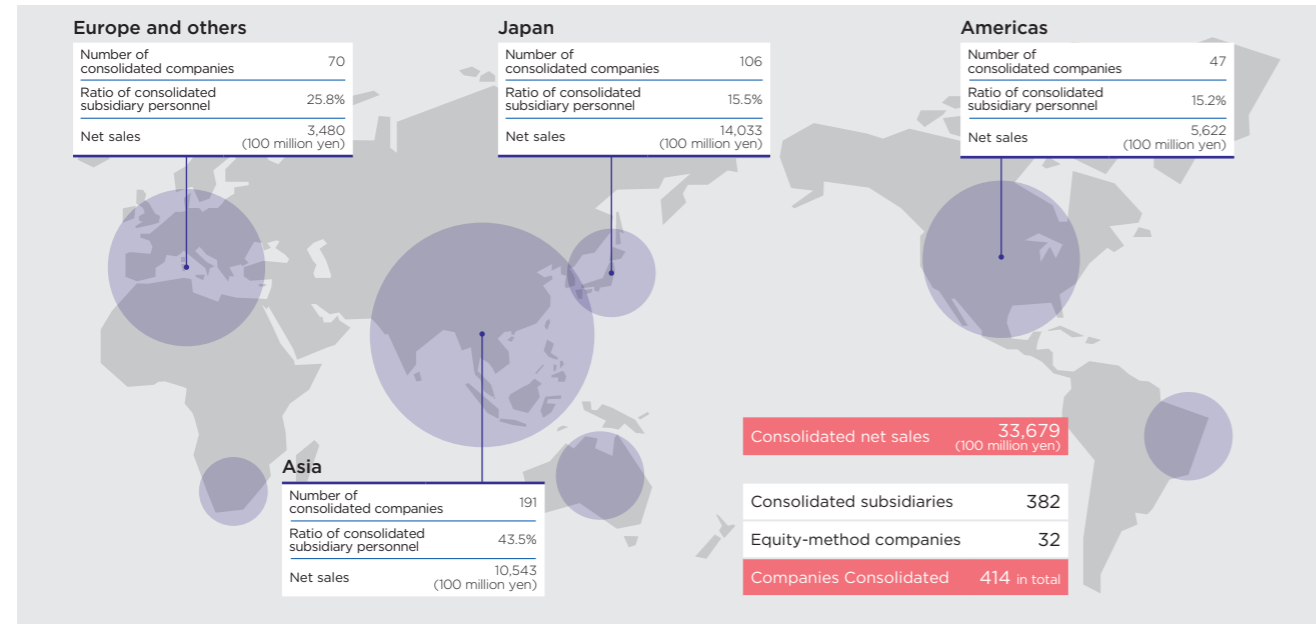 Europe and others
Number of
consolidated companies 70
Ratio of consolidated
subsidiary personnel 25.8%
Net sales 3,480
(100 million yen)
Japan
Number of
consolidated companies 106
Ratio of consolidated
subsidiary personnel 15.5%
Net sales 14,033
(100 million yen)
Americas
Number of
consolidated companies 47
Ratio of consolidated
subsidiary personnel 15.2%
Net sales 5,622
(100 million yen)
Asia
Number of
consolidated companies 191
Ratio of consolidated
subsidiary personnel 43.5%
Net sales 10,543
(100 million yen)
Consolidated net sales 33,679
(100 million yen)
Consolidated subsidiaries 382
Equity-method companies 32
Companies Consolidated 414 in total